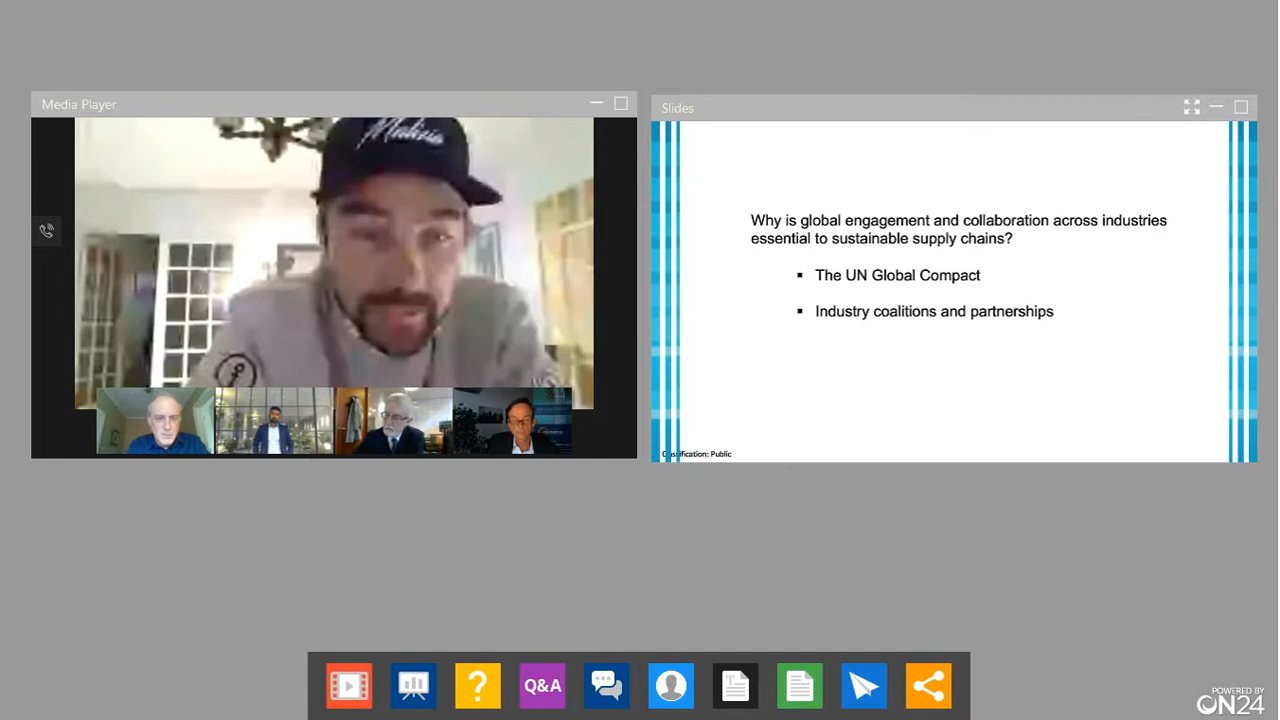 Media Player
Malizia
Slides
Why is global engagement and collaboration across industries
essential to sustainable supply chains?
▪ The UN Global Compact
▪ Industry coalitions and partnerships
Classification: Public
?
Q&A
T
POWERED BY
ON24